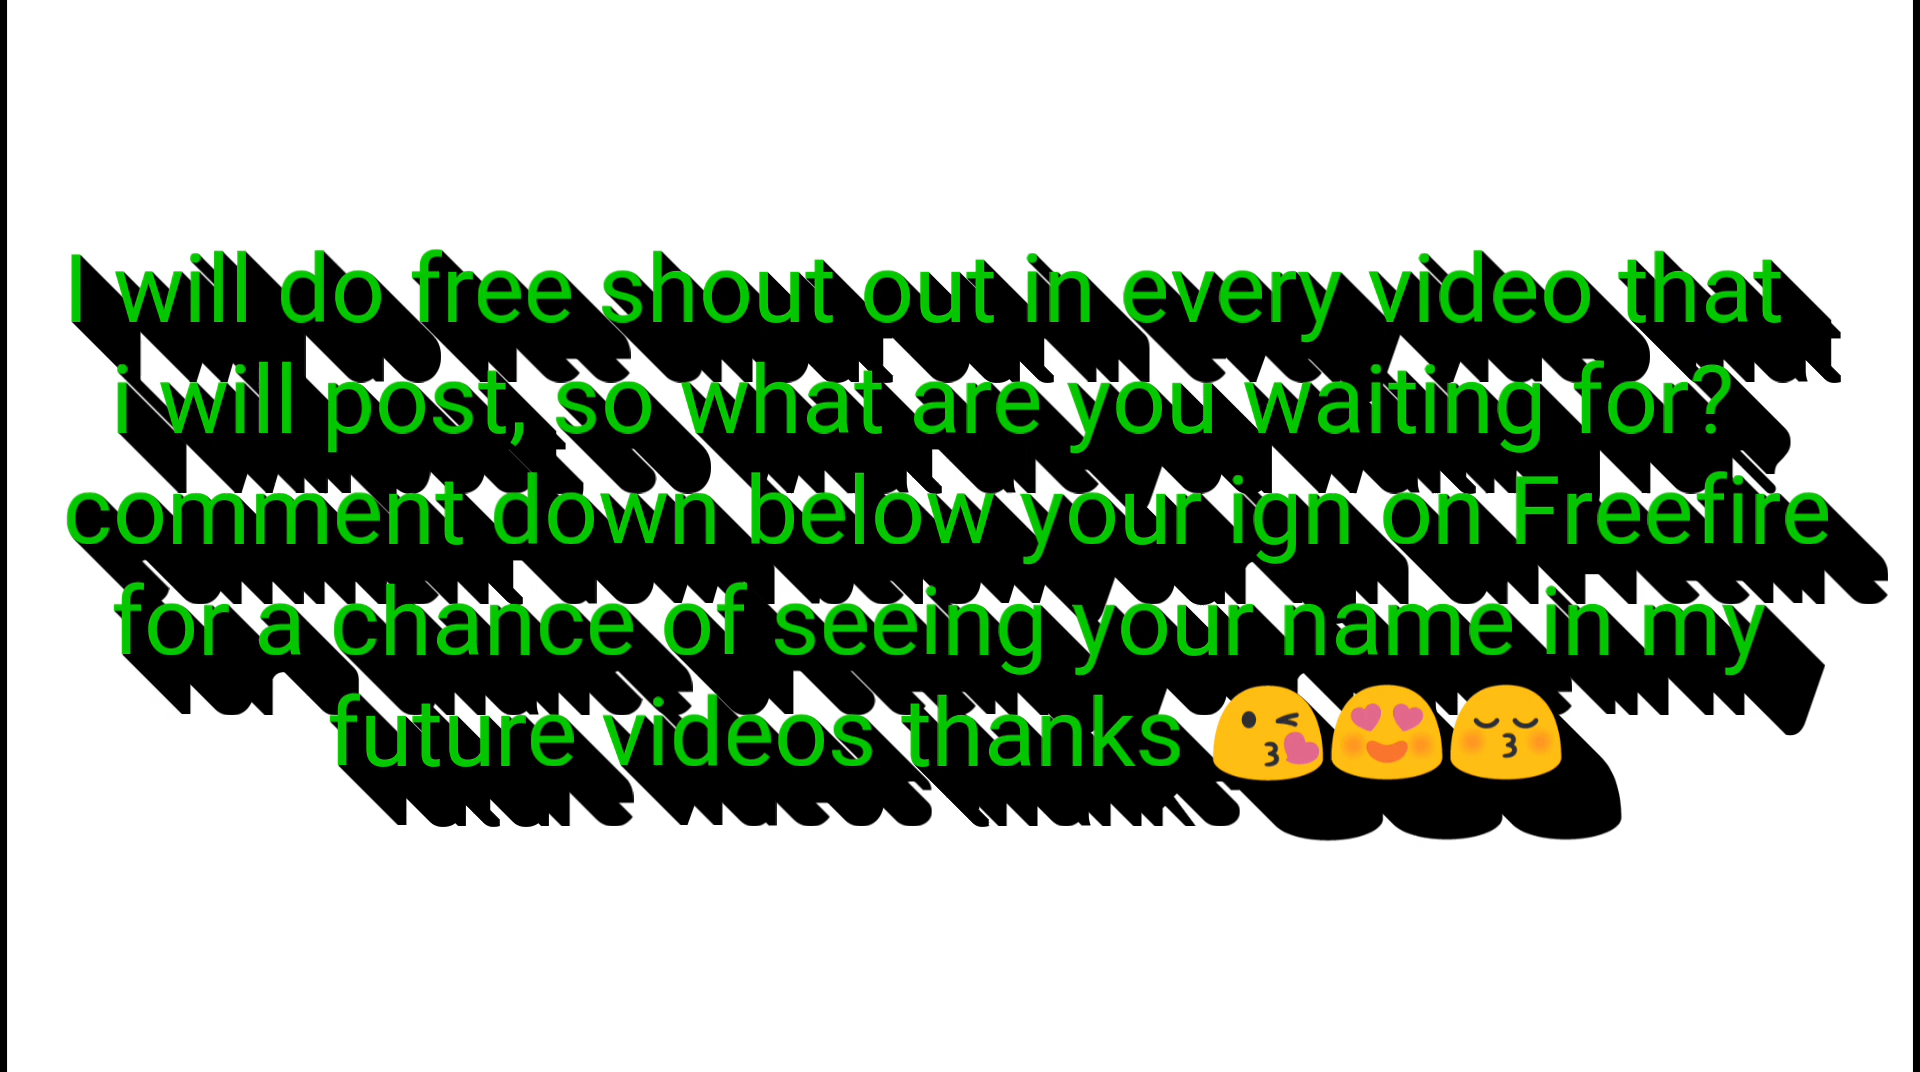 I will do free shout out in every video that
i will post, so what are you waiting for?
comment down below your ign on Freefire
for a chance of seeing your name in my
future videos thanks 😘😍😚